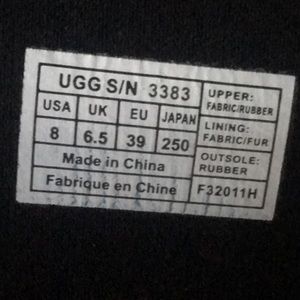 UGG S/N 3383
USA UK EU JAPAN
8 6.5 39 250
Made in China
Fabrique en Chine
UPPER:
FABRIC/RUBBER
LINING:
FABRIC/FUR
OUTSOLE:
RUBBER
F32011H